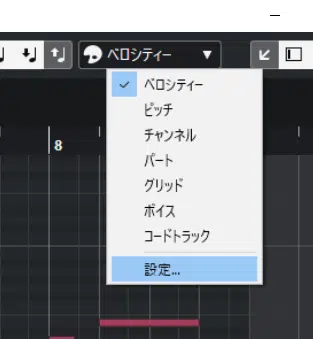 ベロシティー
ベロシティー
ピッチ
チャンネル
パート
グリッド
ボイス
コードトラック
設定...
8